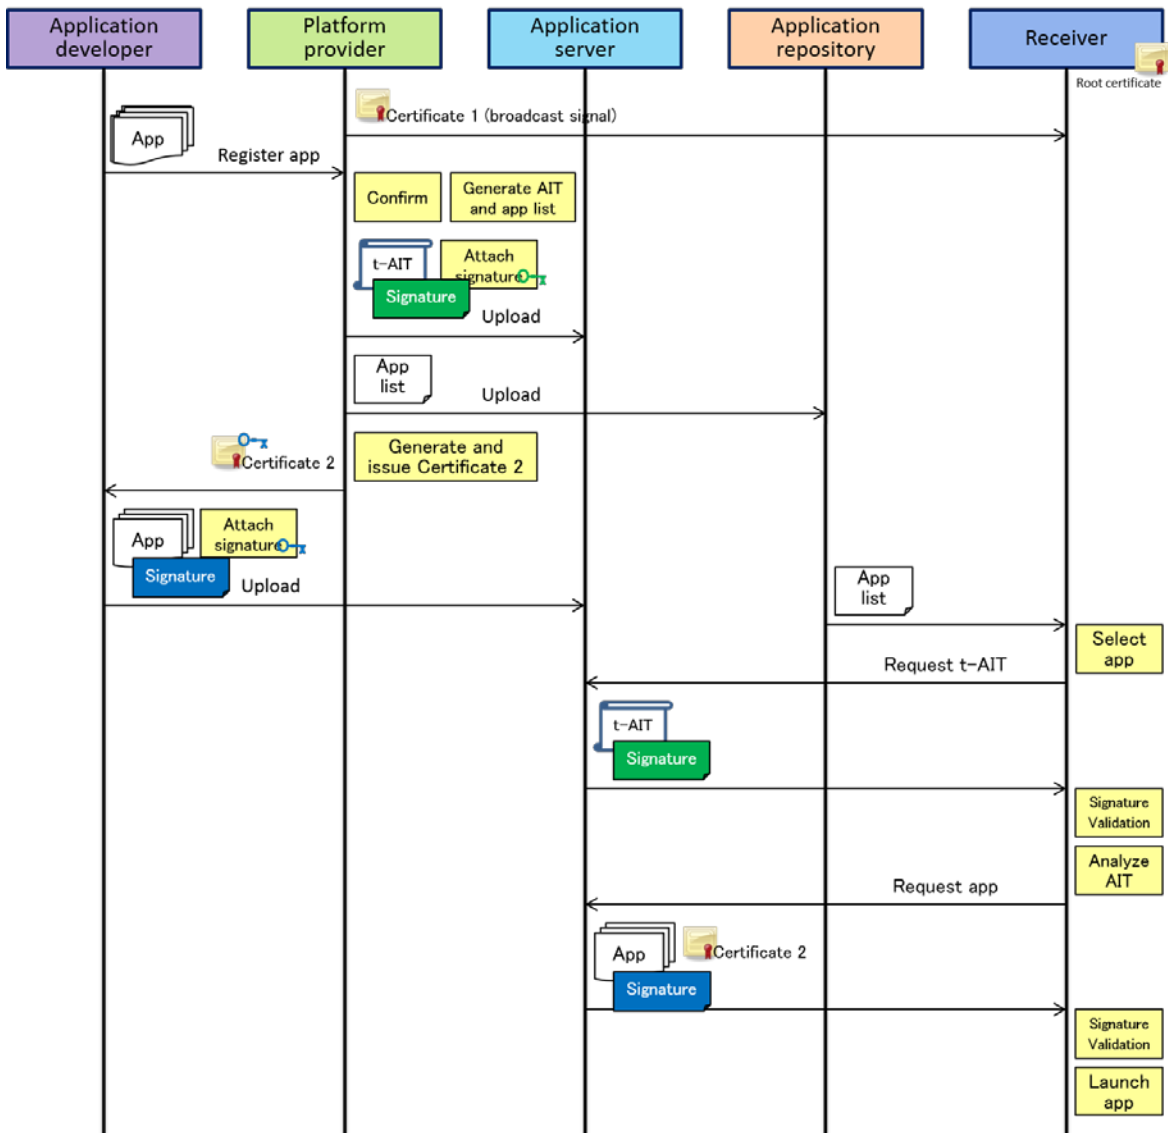 Application
developer
Platform
provider
Application
server
Application
repository
Receiver
Root certificate
Certificate 1 (broadcast signal)
App
Register app
Confirm
Generate AIT
and app list
t-AIT
Attach
signature
Signature
Upload
App
list
Upload
Certificate 2
Generate and
issue Certificate 2
App
Attach
signature
Signature
Upload
App
list
Select
app
Request t-AIT
t-AIT
Signature
Signature
Validation
Analyze
AIT
Request app
App
Certificate 2
Signature
Signature
Validation
Launch
app